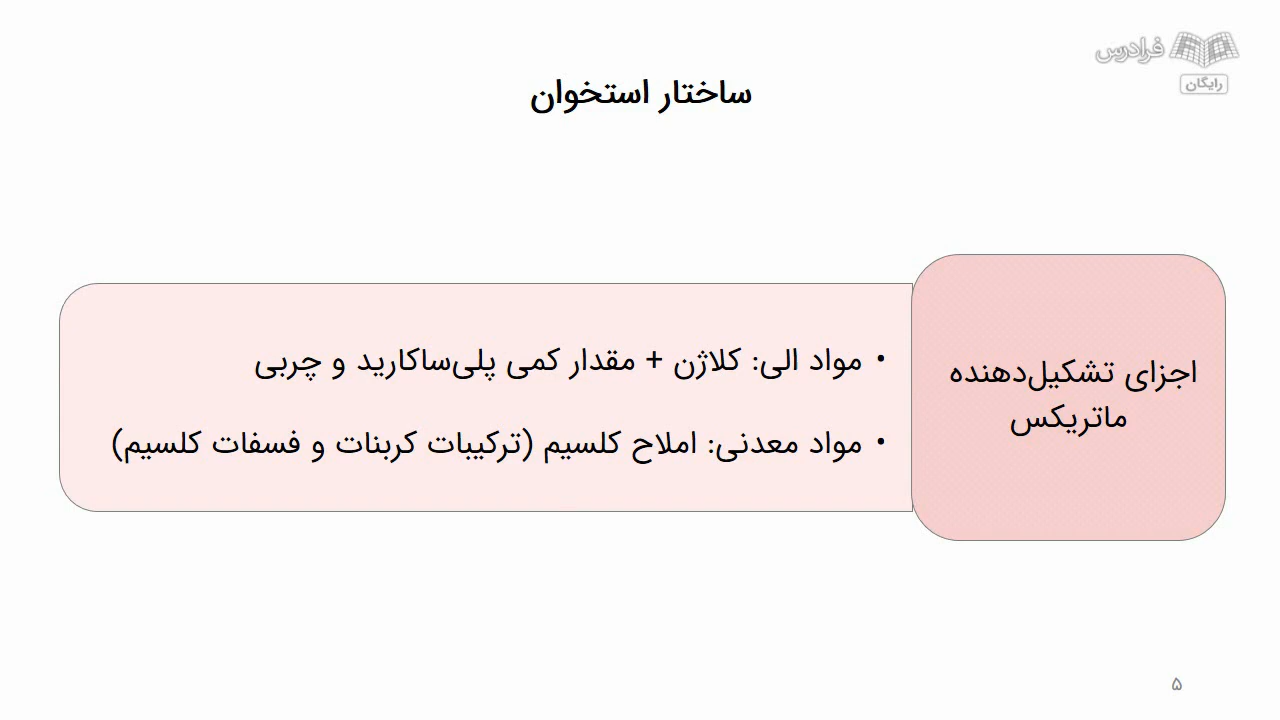 فرادرس
رایگان
ساختار استخوان
اجزای تشکیل‌دهنده
ماتریکس
• مواد الی: کلاژن + مقدار کمی پلی‌ساکارید و چربی
• مواد معدنی: املاح کلسیم (ترکیبات کربنات و فسفات کلسیم)
۵